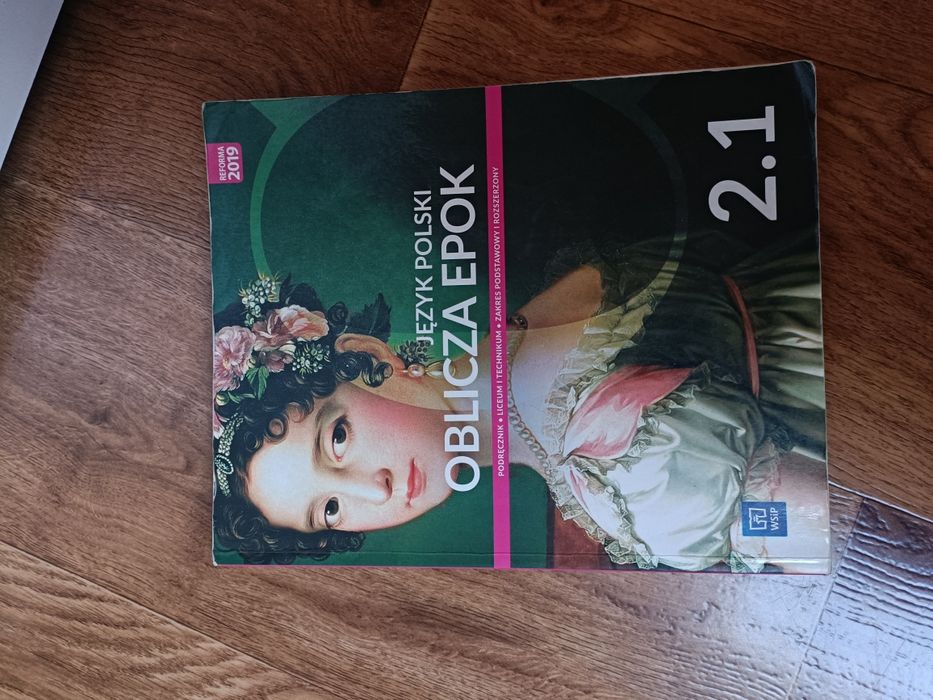 REFORMA
2019
JĘZYK POLSKI
OBLICZA EPOK
PODRĘCZNIK • LICEUM I TECHNIKUM • ZAKRES PODSTAWOWY I ROZSZERZONY
2.1
WSiP